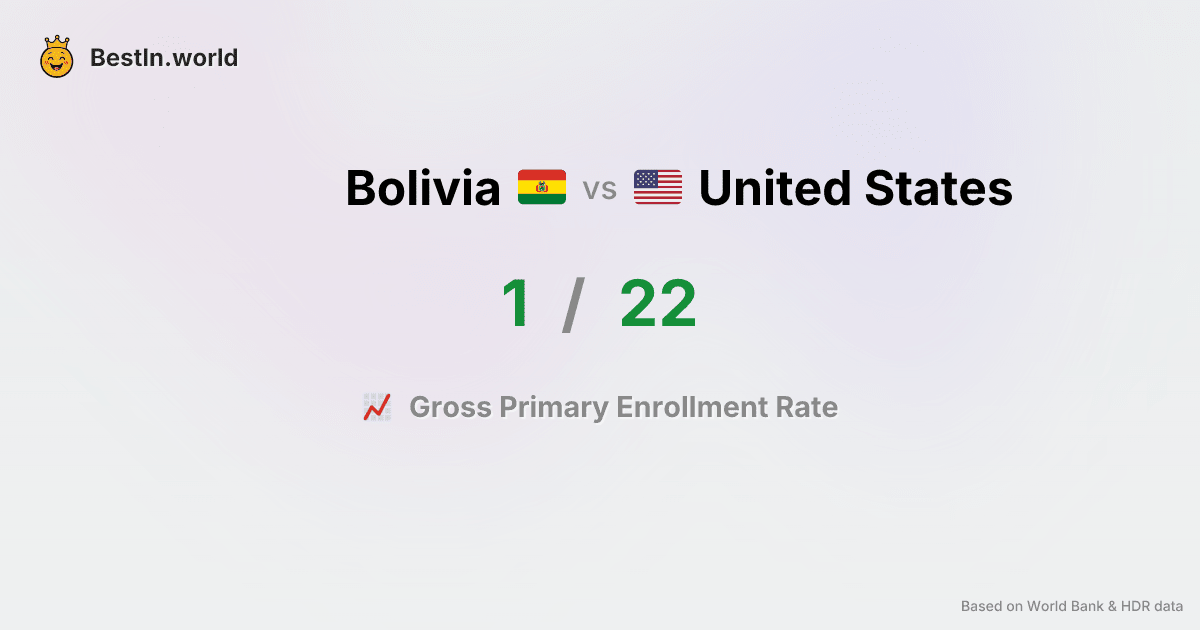 BestIn.world
Bolivia vs United States
1 / 22
Gross Primary Enrollment Rate
Based on World Bank & HDR data